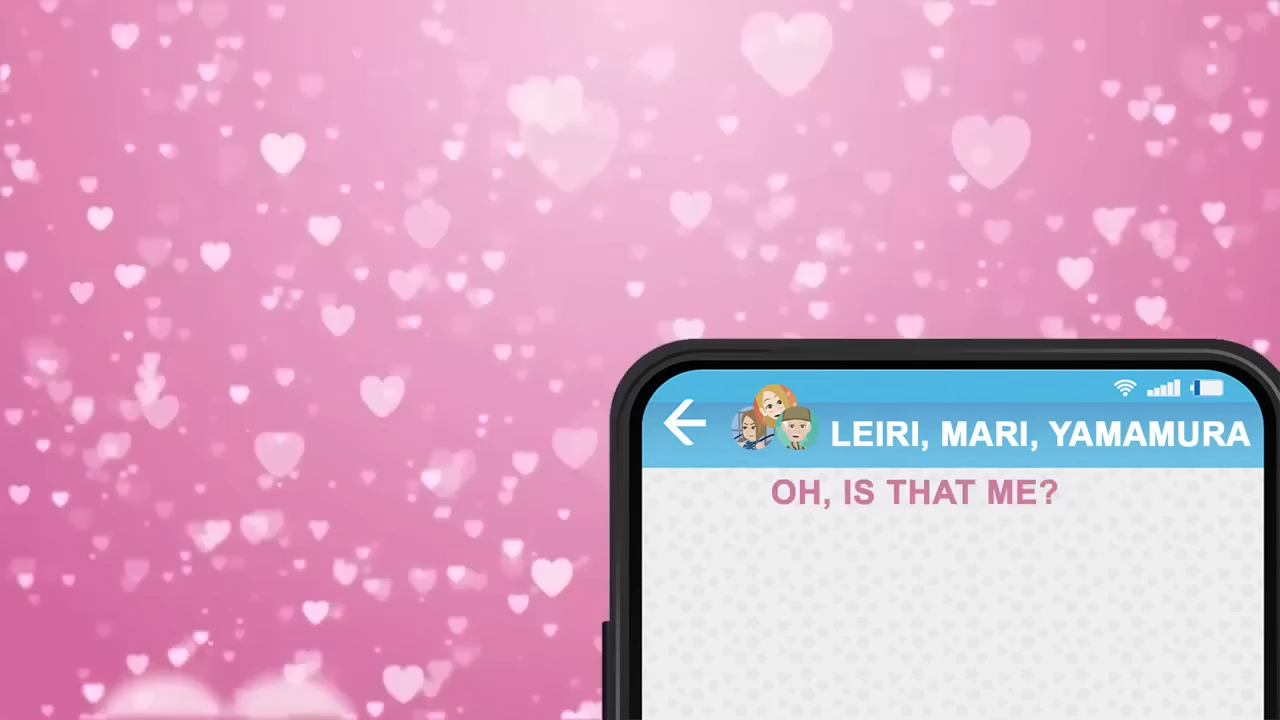 LEIRI, MARI, YAMAMURA
OH, IS THAT ME?